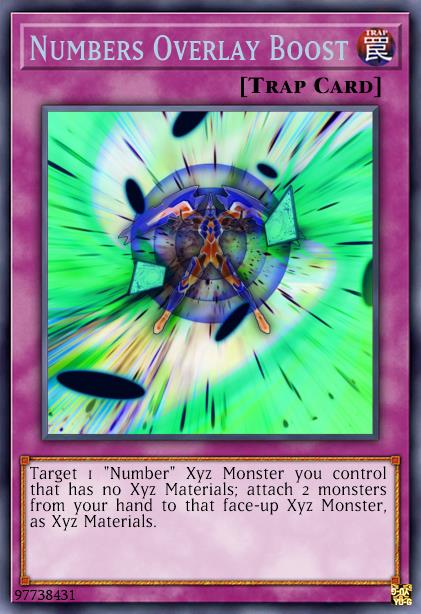 Numbers Overlay Boost
TRAP
罠
[Trap Card]
Target 1 "Number" Xyz Monster you control
that has no Xyz Materials; attach 2 monsters
from your hand to that face-up Xyz Monster,
as Xyz Materials.
97738431